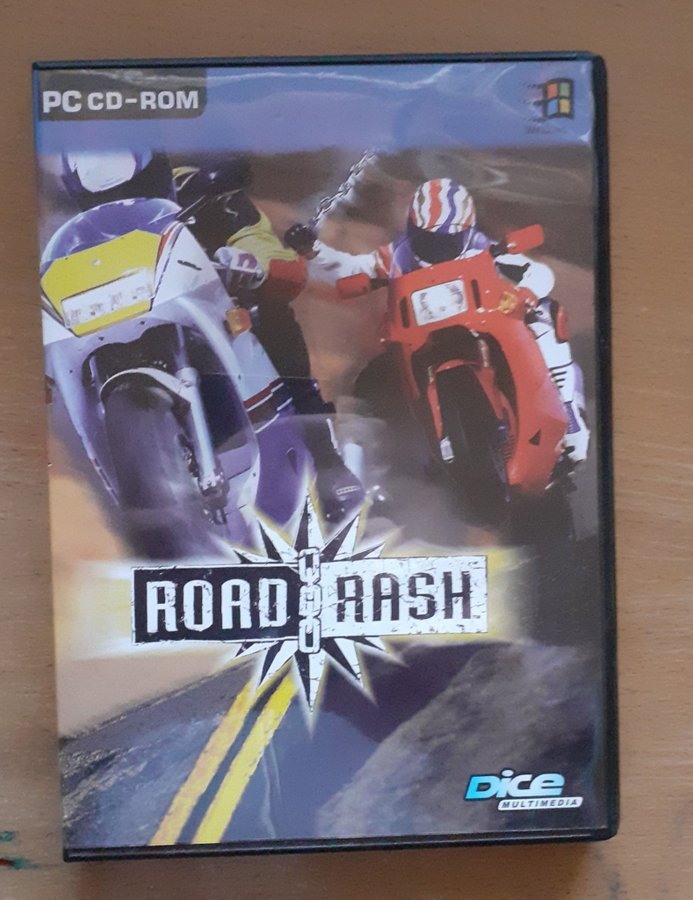 PC CD-ROM
ROAD RASH
Dice
MULTIMEDIA